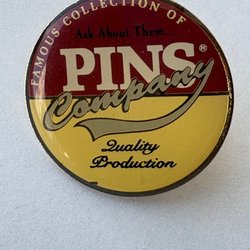 FAMOUS COLLECTION OF
Ask About Them...
PINS®
Company
Quality
Production